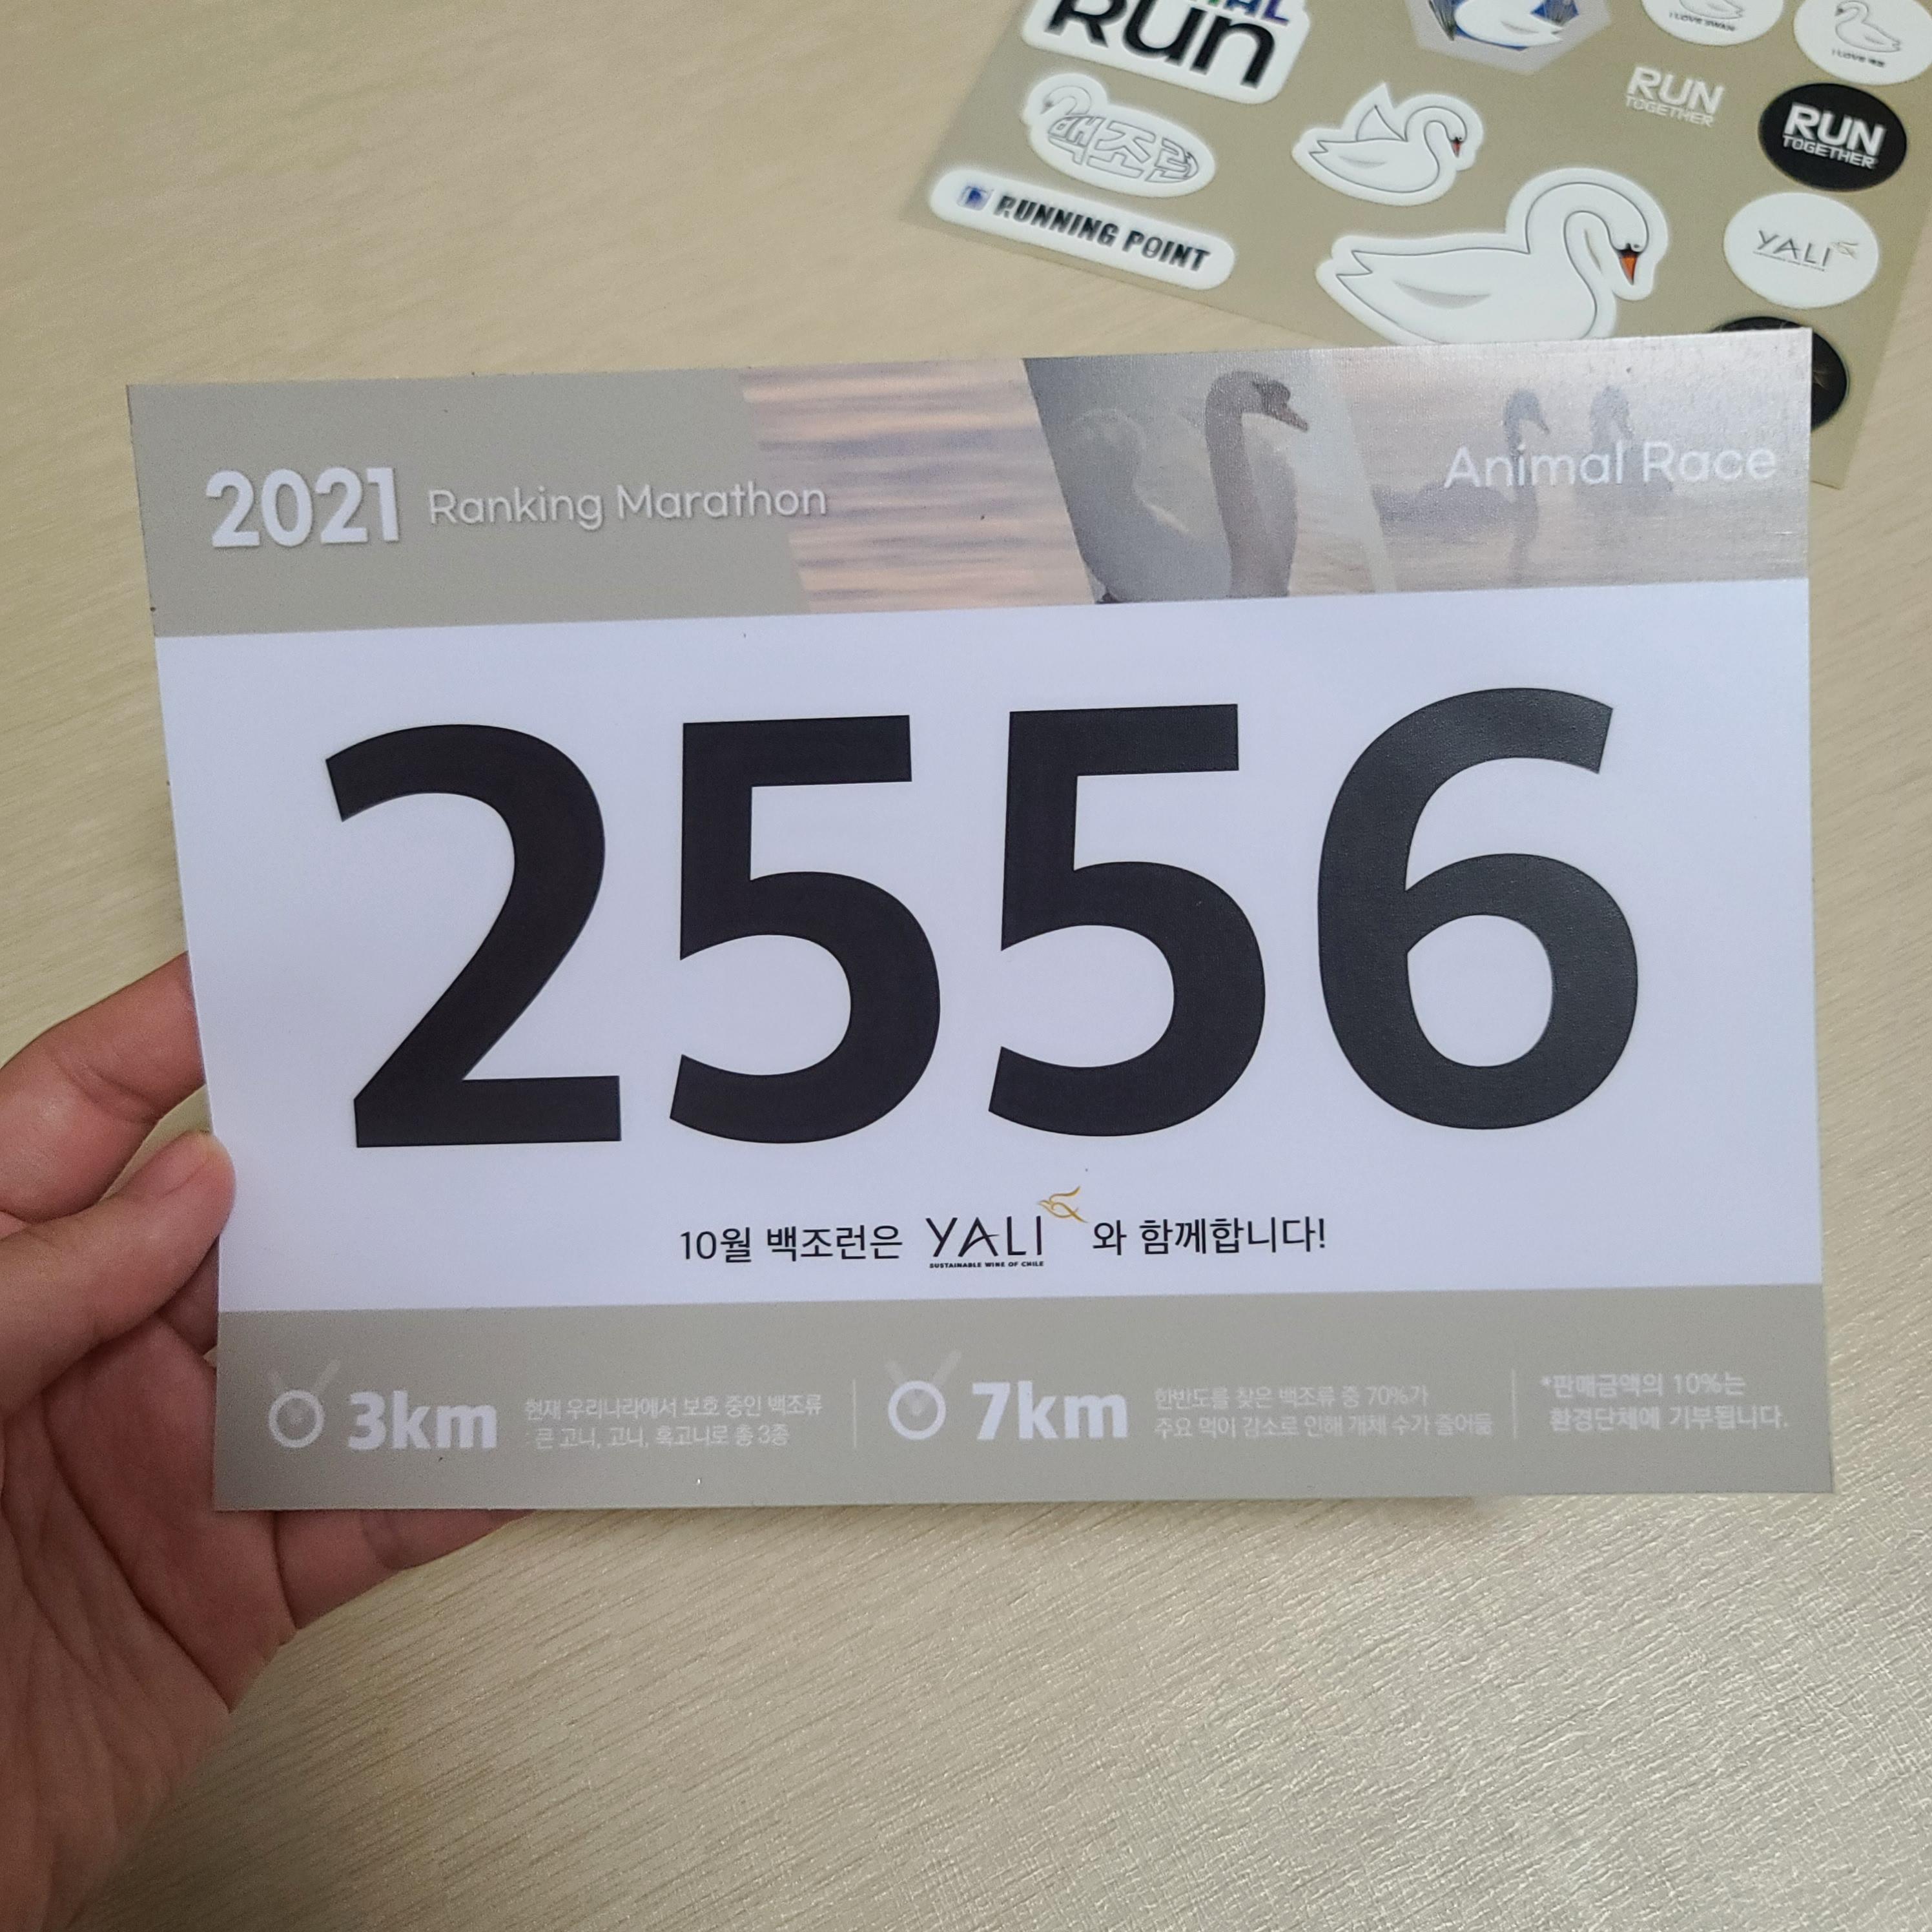 Run
백조런
RUNNING POINT
I LOVE SWAN
RUN
TOGETHER
RUN
TOGETHER
YALI
2021 Ranking Marathon
Animal Race
2556
10월 백조런은 YALI 와 함께합니다!
SUSTAINABLE WINE OF CHILE
3km
현재 우리나라에서 보호 중인 백조류
: 큰 고니, 고니, 혹고니로 총 3종
7km
한반도를 찾은 백조류 중 70%가
주요 먹이 감소로 인해 개체 수가 줄어듦
*판매금액의 10%는
환경단체에 기부됩니다.